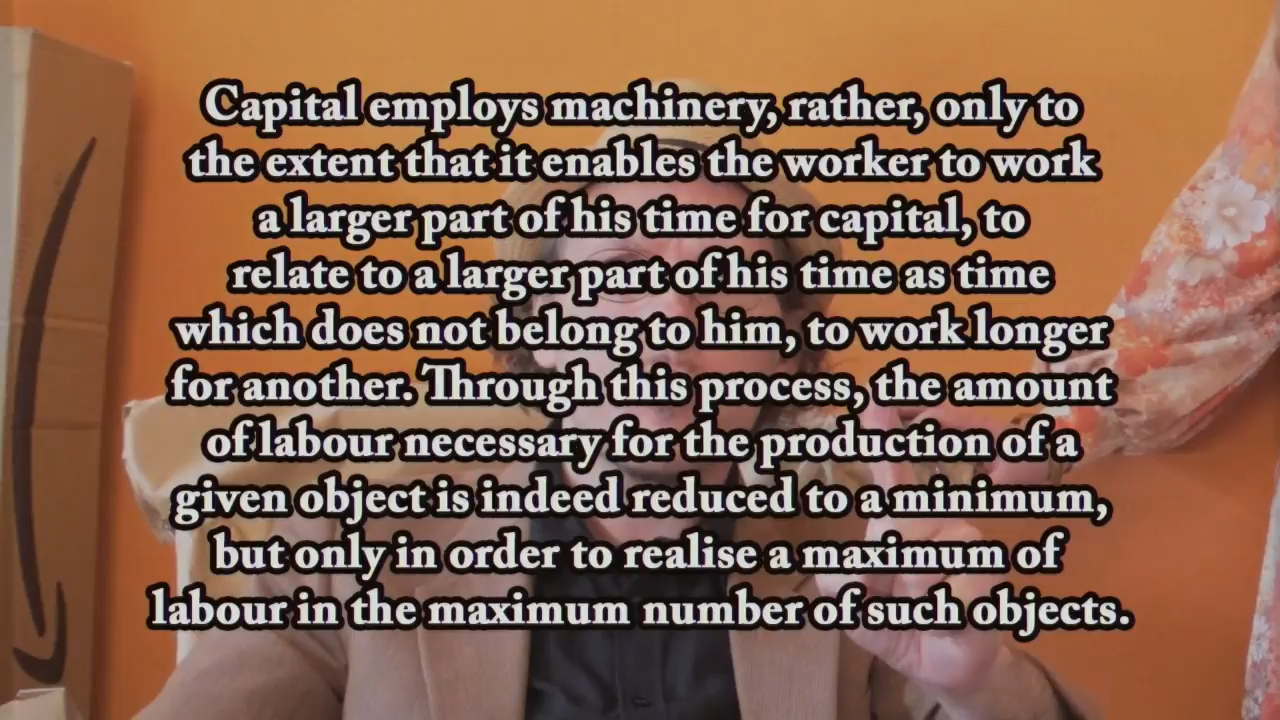 Capital employs machinery, rather, only to
the extent that it enables the worker to work
a larger part of his time for capital, to
relate to a larger part of his time as time
which does not belong to him, to work longer
for another. Through this process, the amount
of labour necessary for the production of a
given object is indeed reduced to a minimum,
but only in order to realise a maximum of
labour in the maximum number of such objects.